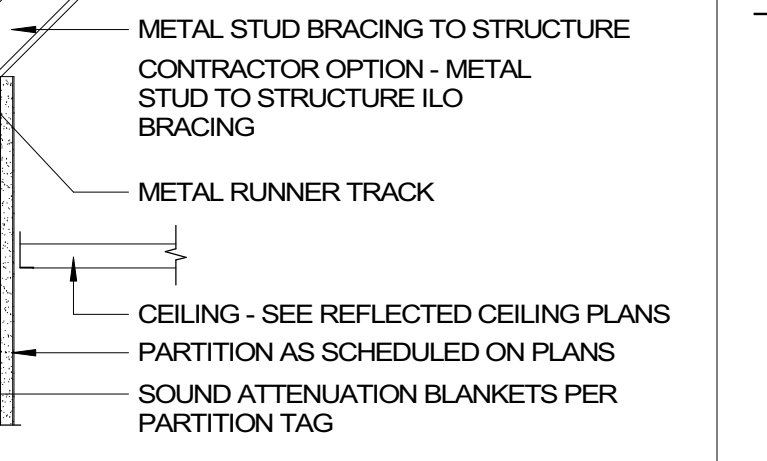 METAL STUD BRACING TO STRUCTURE
CONTRACTOR OPTION - METAL
STUD TO STRUCTURE ILO
BRACING
METAL RUNNER TRACK
CEILING - SEE REFLECTED CEILING PLANS
PARTITION AS SCHEDULED ON PLANS
SOUND ATTENUATION BLANKETS PER
PARTITION TAG